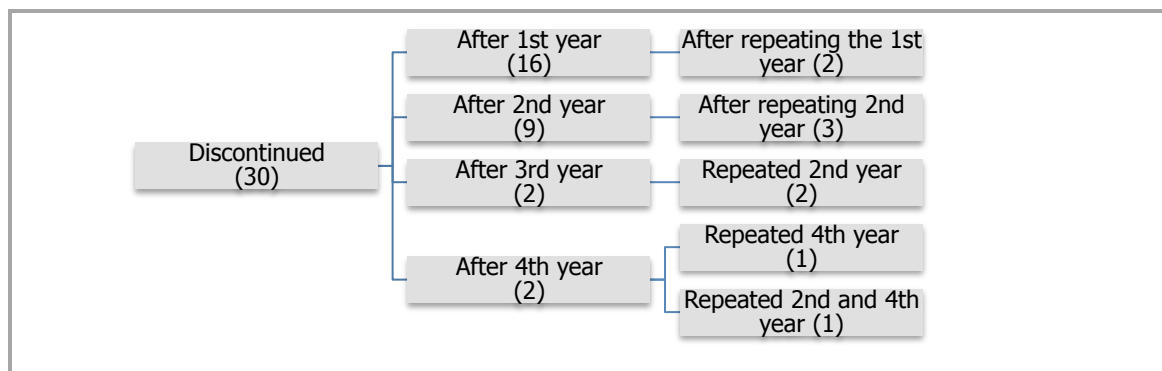 After 1st year
(16)
After repeating the 1st
year (2)
After 2nd year
(9)
After repeating 2nd
year (3)
Discontinued
(30)
After 3rd year
(2)
Repeated 2nd year
(2)
After 4th year
(2)
Repeated 4th year
(1)
Repeated 2nd and 4th
year (1)